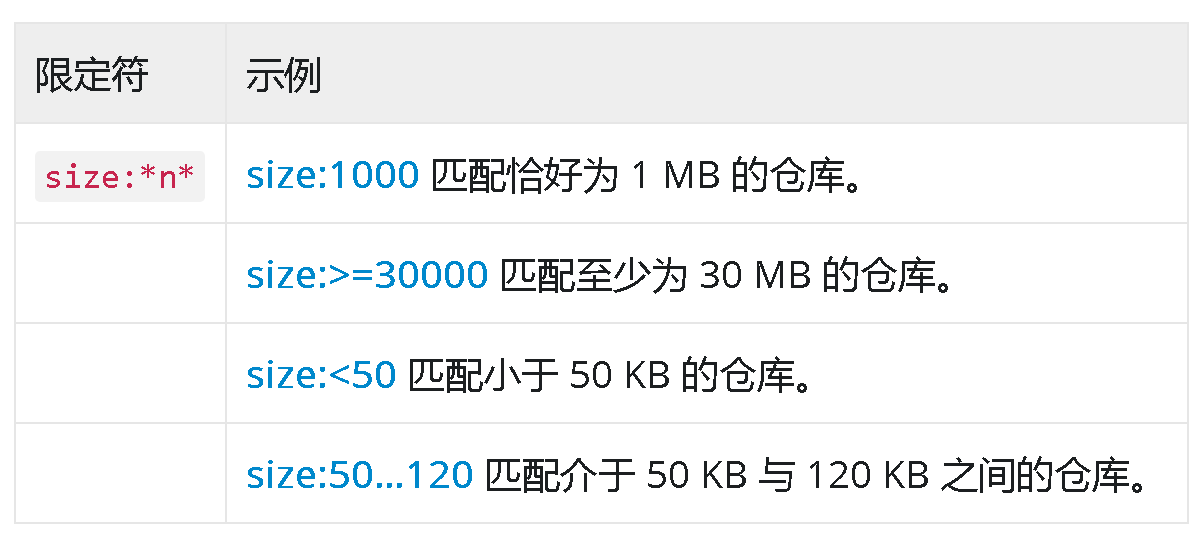 限定符 示例
size:*n* size:1000 匹配恰好为 1 MB 的仓库。
size:>=30000 匹配至少为 30 MB 的仓库。
size:<50 匹配小于 50 KB 的仓库。
size:50...120 匹配介于 50 KB 与 120 KB 之间的仓库。